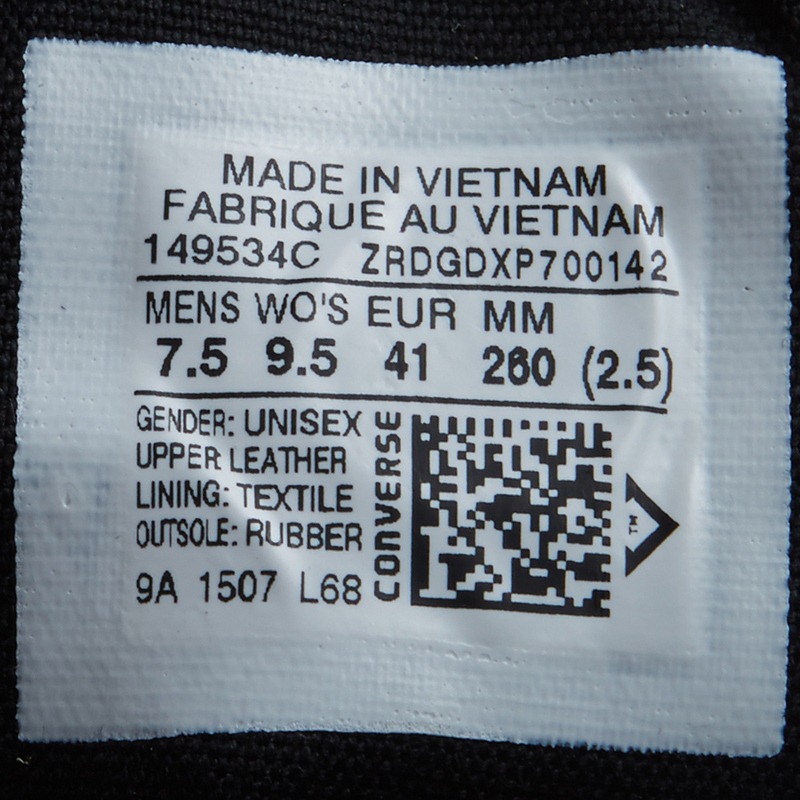 MADE IN VIETNAM
FABRIQUE AU VIETNAM
149534C ZRDGDXP700142
MENS WO'S EUR MM
7.5 9.5 41 260 (2.5)
GENDER: UNISEX
UPPER LEATHER
LINING: TEXTILE
OUTSOLE: RUBBER
9A 1507 L68
CONVERSE
TM